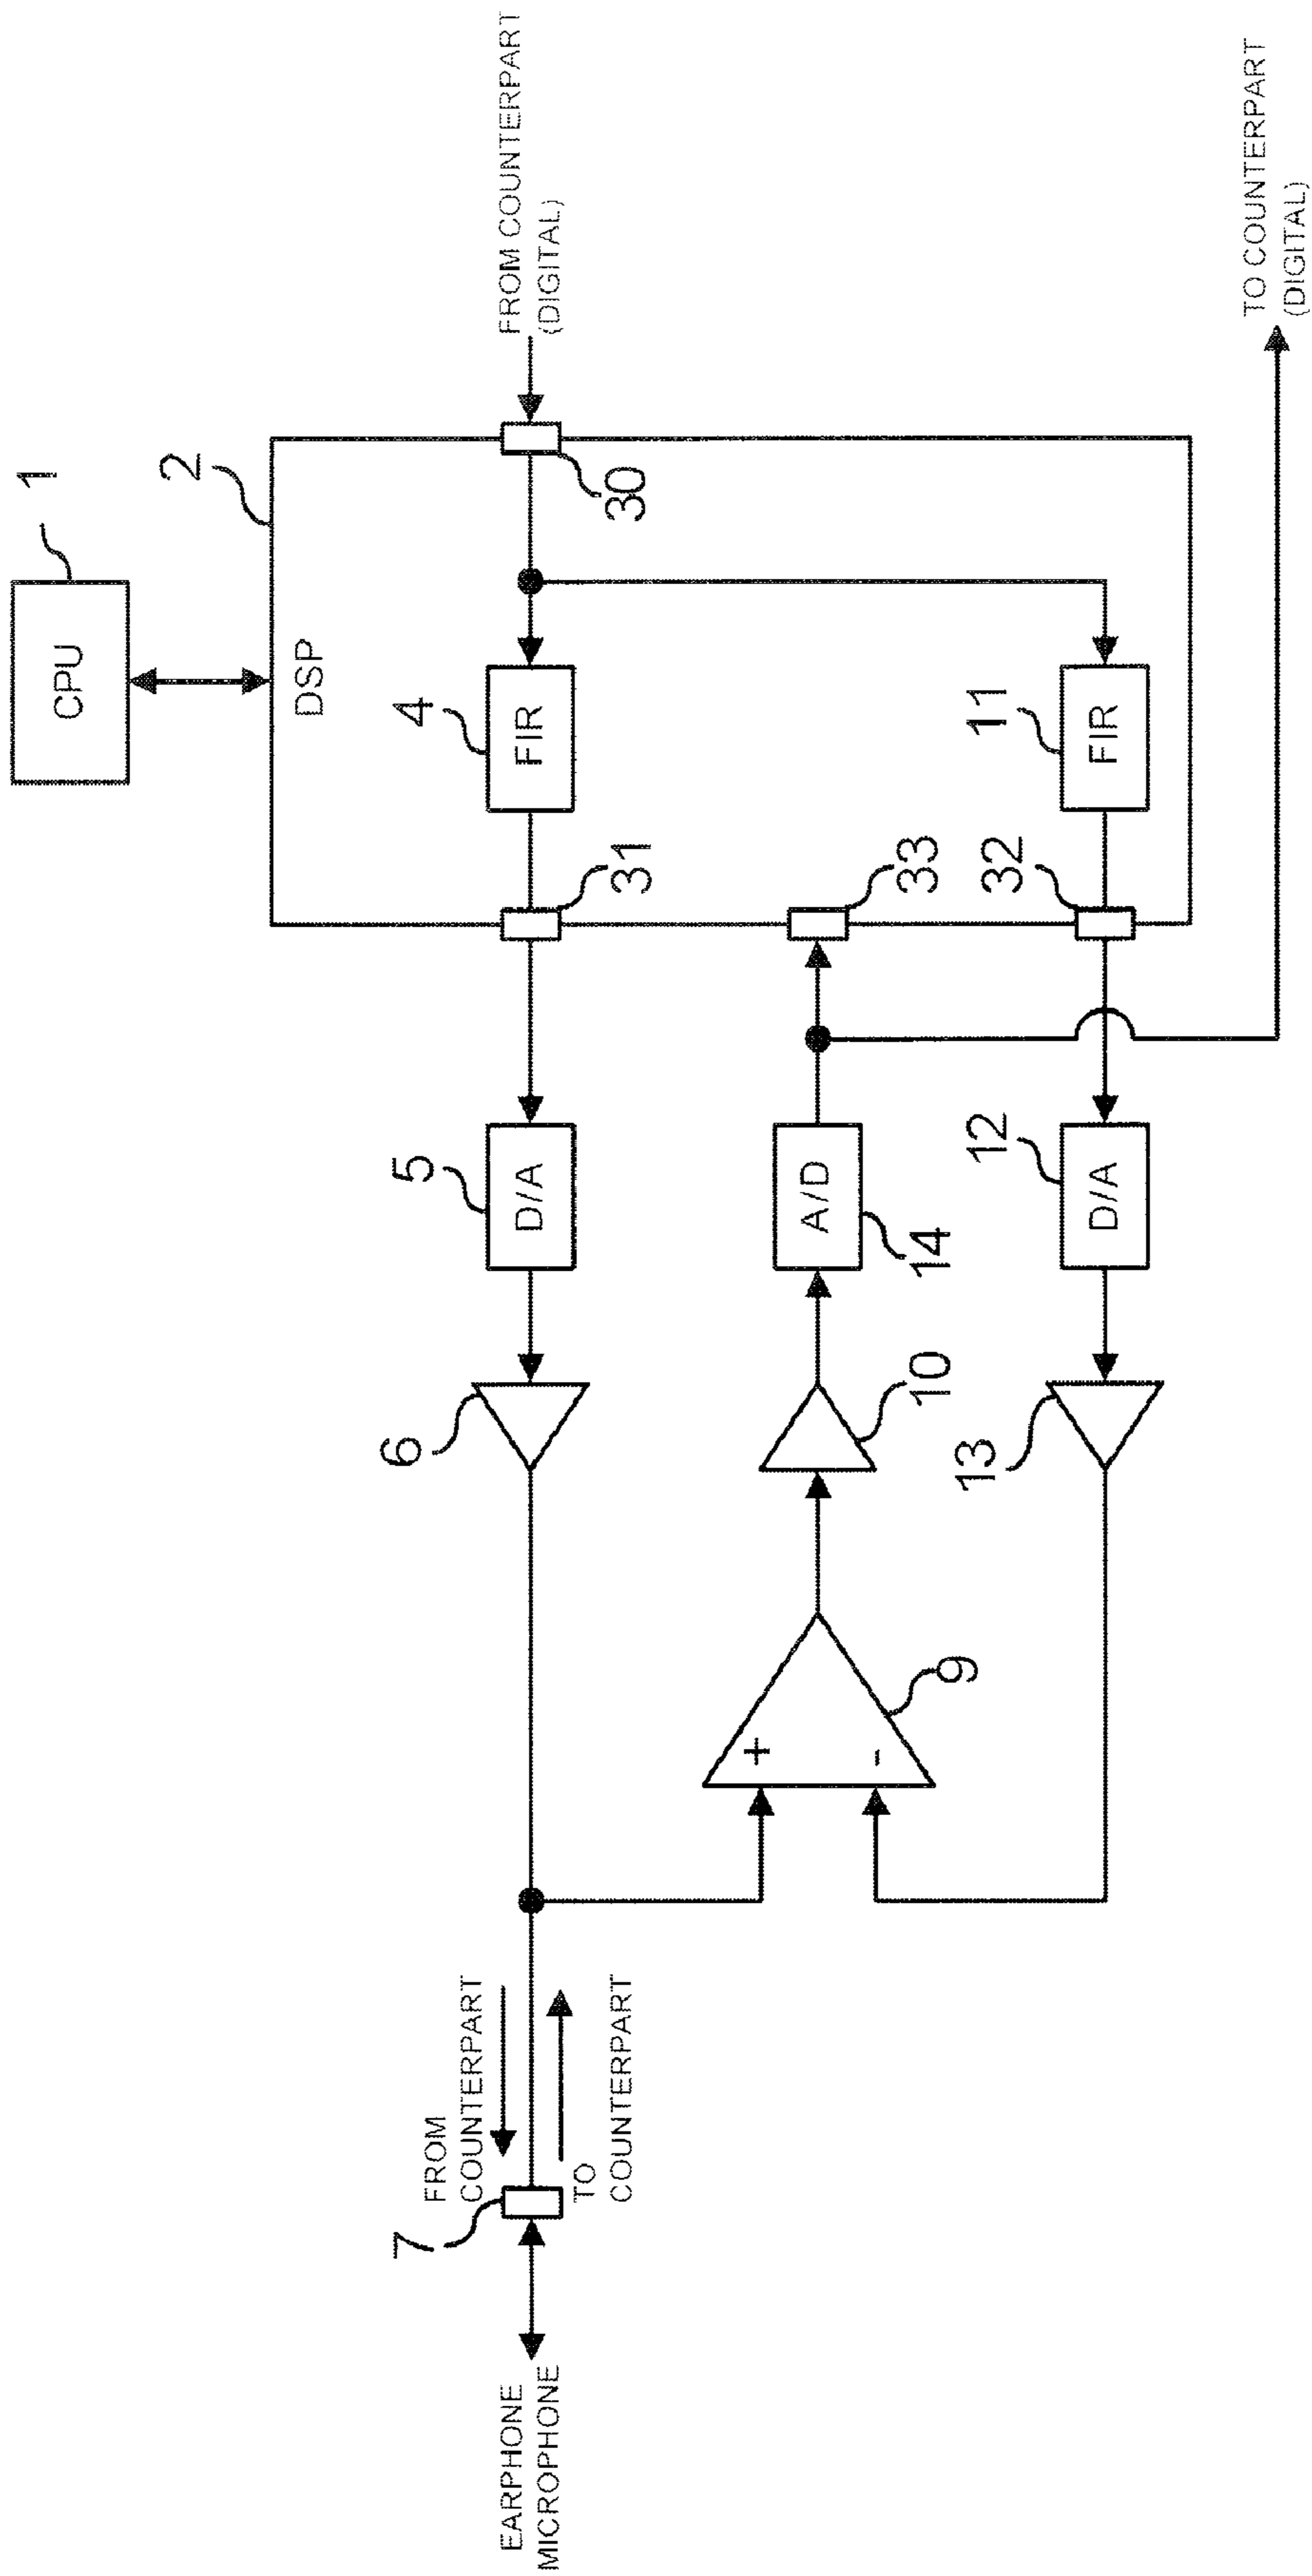 CPU
1
2
DSP
FROM COUNTERPART
(DIGITAL)
30
4
FIR
11
FIR
31
33
32
5
D/A
A/D
14
12
D/A
6
10
13
+
-
9
FROM
COUNTERPART
TO
COUNTERPART
7
EARPHONE
MICROPHONE
TO COUNTERPART
(DIGITAL)